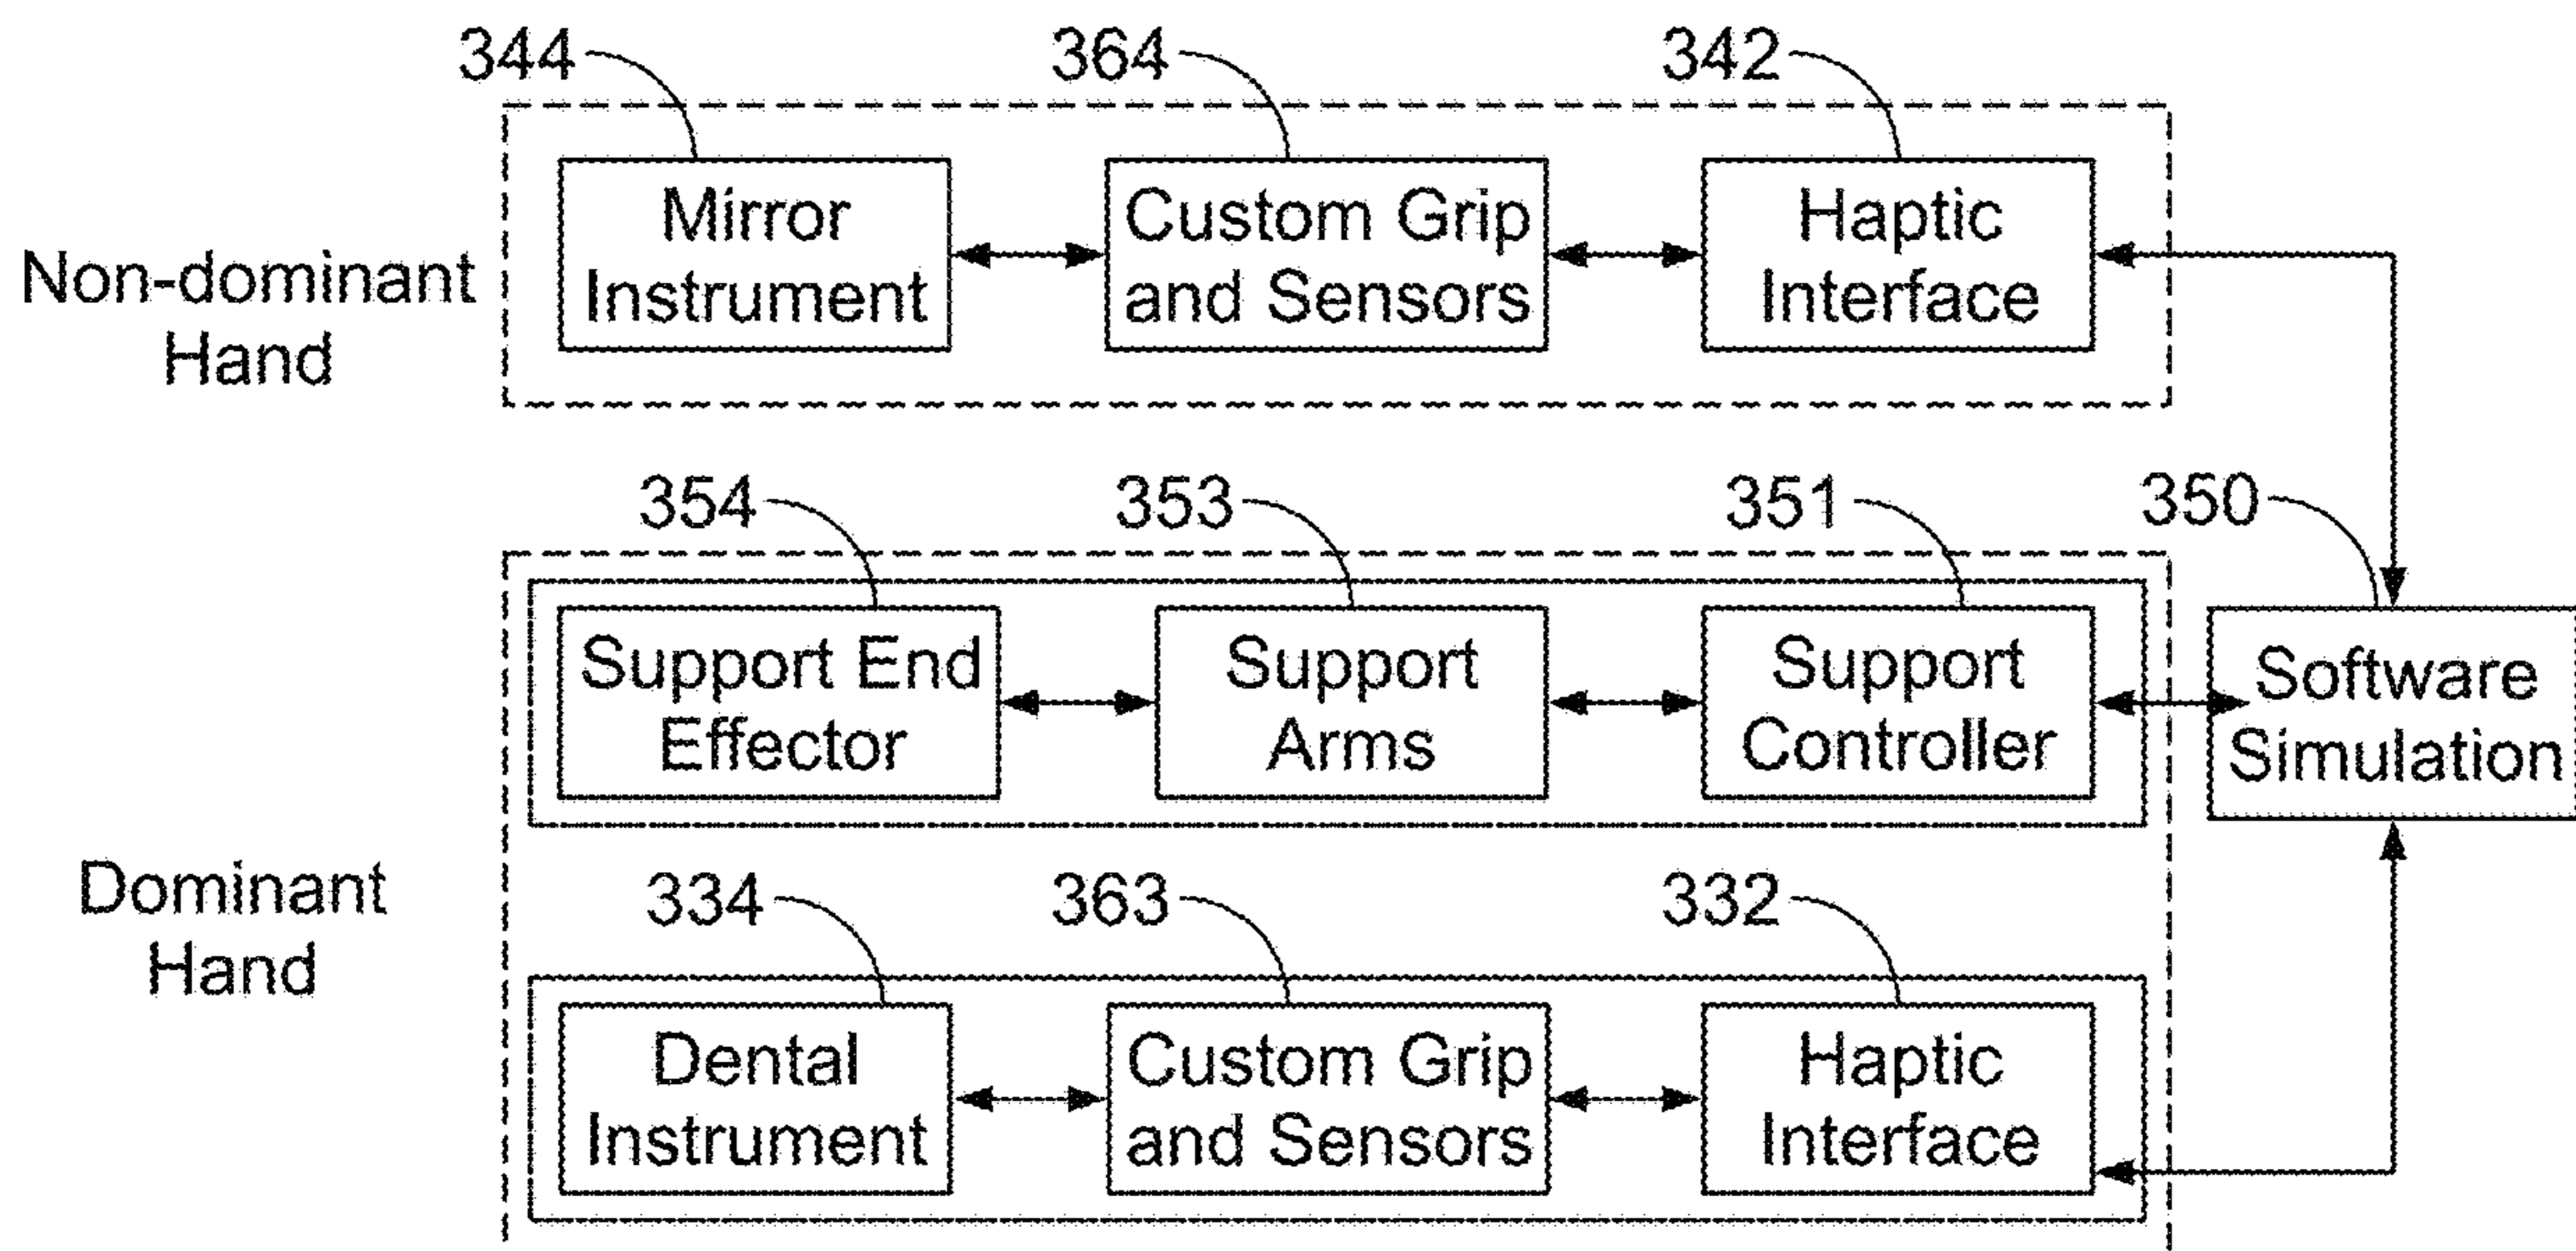 344
364
342
Mirror
Instrument
Custom Grip
and Sensors
Haptic
Interface
Non-dominant
Hand
354
353
351
350
Support End
Effector
Support
Arms
Support
Controller
Software
Simulation
Dominant
Hand
334
363
332
Dental
Instrument
Custom Grip
and Sensors
Haptic
Interface